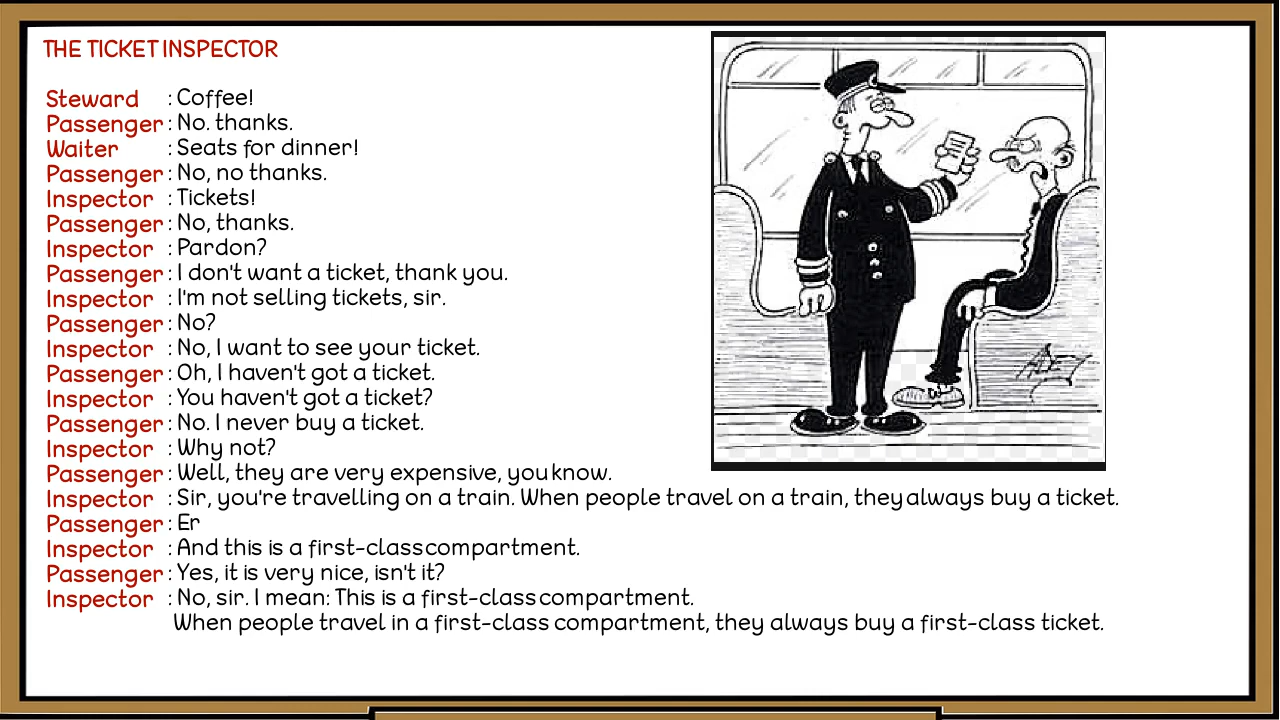 THE TICKET INSPECTOR
Steward : Coffee!
Passenger : No. thanks.
Waiter : Seats for dinner!
Passenger : No, no thanks.
Inspector : Tickets!
Passenger : No, thanks.
Inspector : Pardon?
Passenger : I don't want a ticket, thank you.
Inspector : I'm not selling tickets, sir.
Passenger : No?
Inspector : No, I want to see your ticket.
Passenger : Oh, I haven't got a ticket.
Inspector : You haven't got a ticket?
Passenger : No. I never buy a ticket.
Inspector : Why not?
Passenger : Well, they are very expensive, you know.
Inspector : Sir, you're travelling on a train. When people travel on a train, they always buy a ticket.
Passenger : Er
Inspector : And this is a first-class compartment.
Passenger : Yes, it is very nice, isn't it?
Inspector : No, sir. I mean: This is a first-class compartment.
When people travel in a first-class compartment, they always buy a first-class ticket.